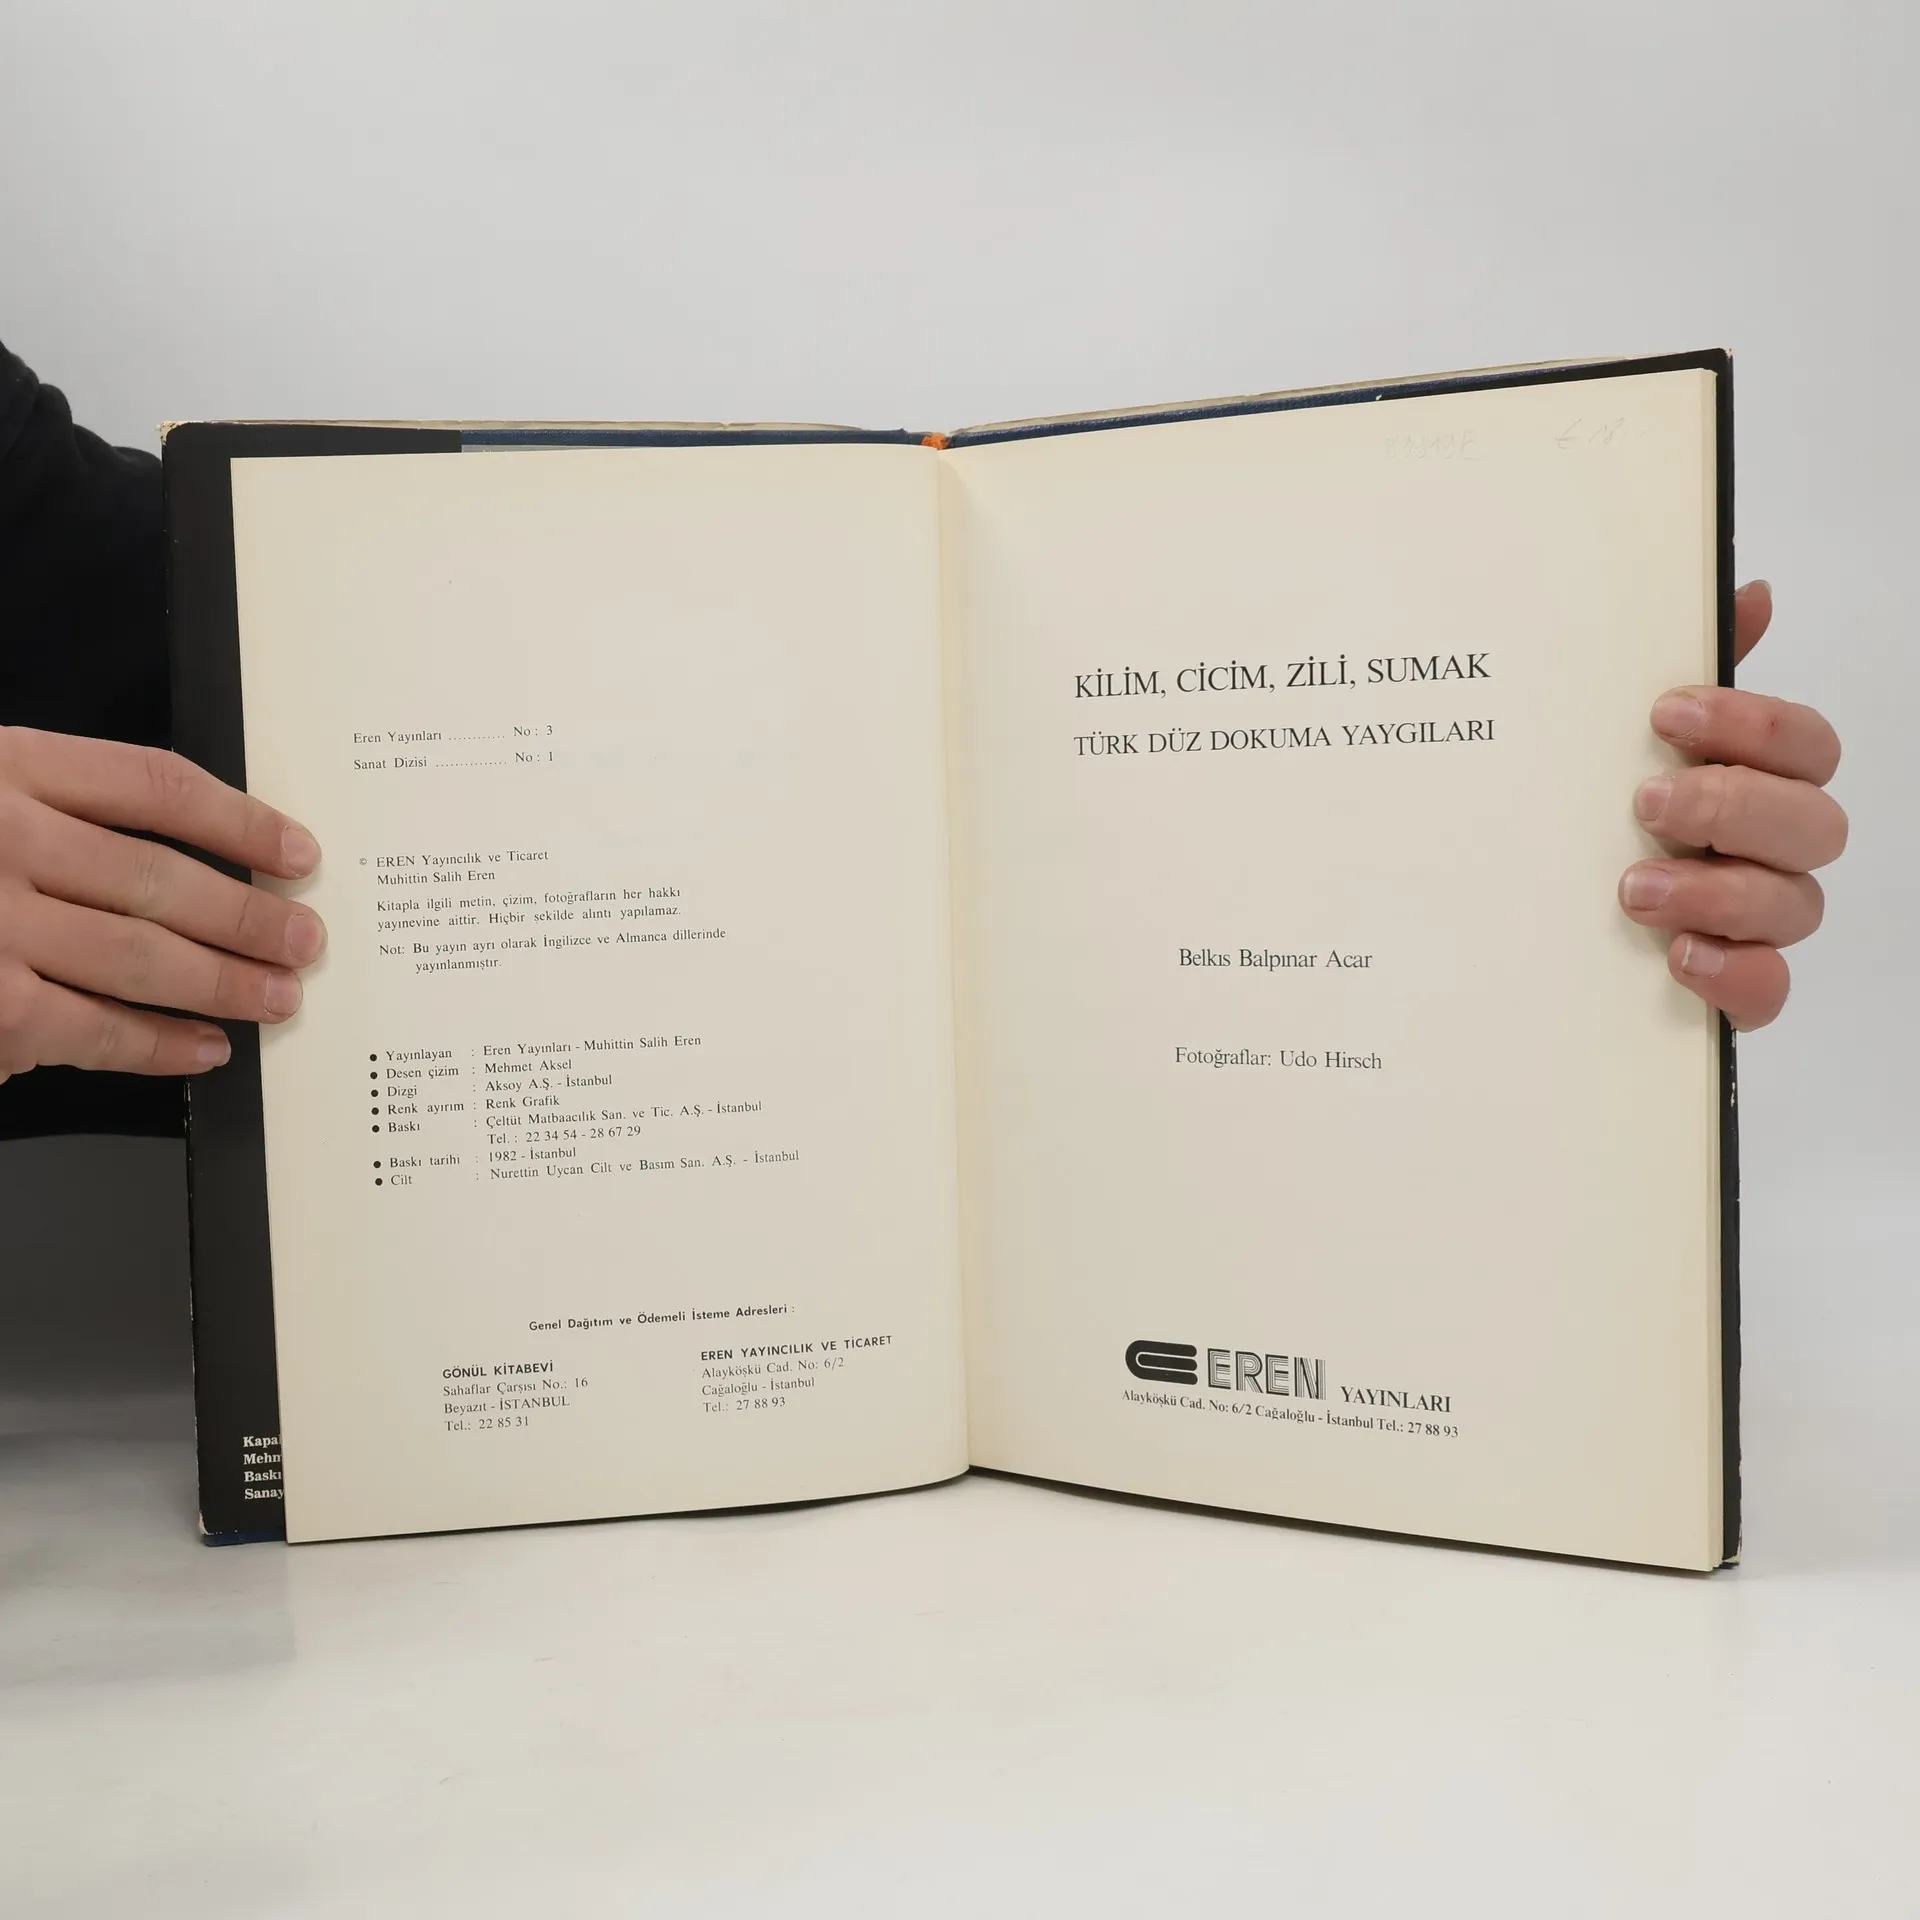 Eren Yayınları ............ No : 3
Sanat Dizisi ............... No : 1
© EREN Yayıncılık ve Ticaret
Muhittin Salih Eren
Kitapla ilgili metin, çizim, fotoğrafların her hakkı
yayınevine aittir. Hiçbir şekilde alıntı yapılamaz.
Not: Bu yayın ayrı olarak İngilizce ve Almanca dillerinde
yayınlanmıştır.
● Yayınlayan : Eren Yayınları - Muhittin Salih Eren
● Desen çizim : Mehmet Aksel
● Dizgi : Aksoy A.Ş. - İstanbul
● Renk ayırım : Renk Grafik
● Baskı : Çeltüt Matbaacılık San. ve Tic. A.Ş. - İstanbul
Tel. : 22 34 54 - 28 67 29
● Baskı tarihi : 1982 - İstanbul
● Cilt : Nurettin Uycan Cilt ve Basım San. A.Ş. - İstanbul
Genel Dağıtım ve Ödemeli İsteme Adresleri :
GÖNÜL KİTABEVİ
Sahaflar Çarşısı No.: 16
Beyazıt - İSTANBUL
Tel.: 22 85 31
EREN YAYINCILIK VE TİCARET
Alayköşkü Cad. No: 6/2
Cağaloğlu - İstanbul
Tel.: 27 88 93
Kapa
Mehm
Baskı
Sanay
KİLİM, CİCİM, ZİLİ, SUMAK
TÜRK DÜZ DOKUMA YAYGILARI
Belkıs Balpınar Acar
Fotoğraflar: Udo Hirsch
EREN YAYINLARI
Alayköşkü Cad. No: 6/2 Cağaloğlu - İstanbul Tel.: 27 88 93